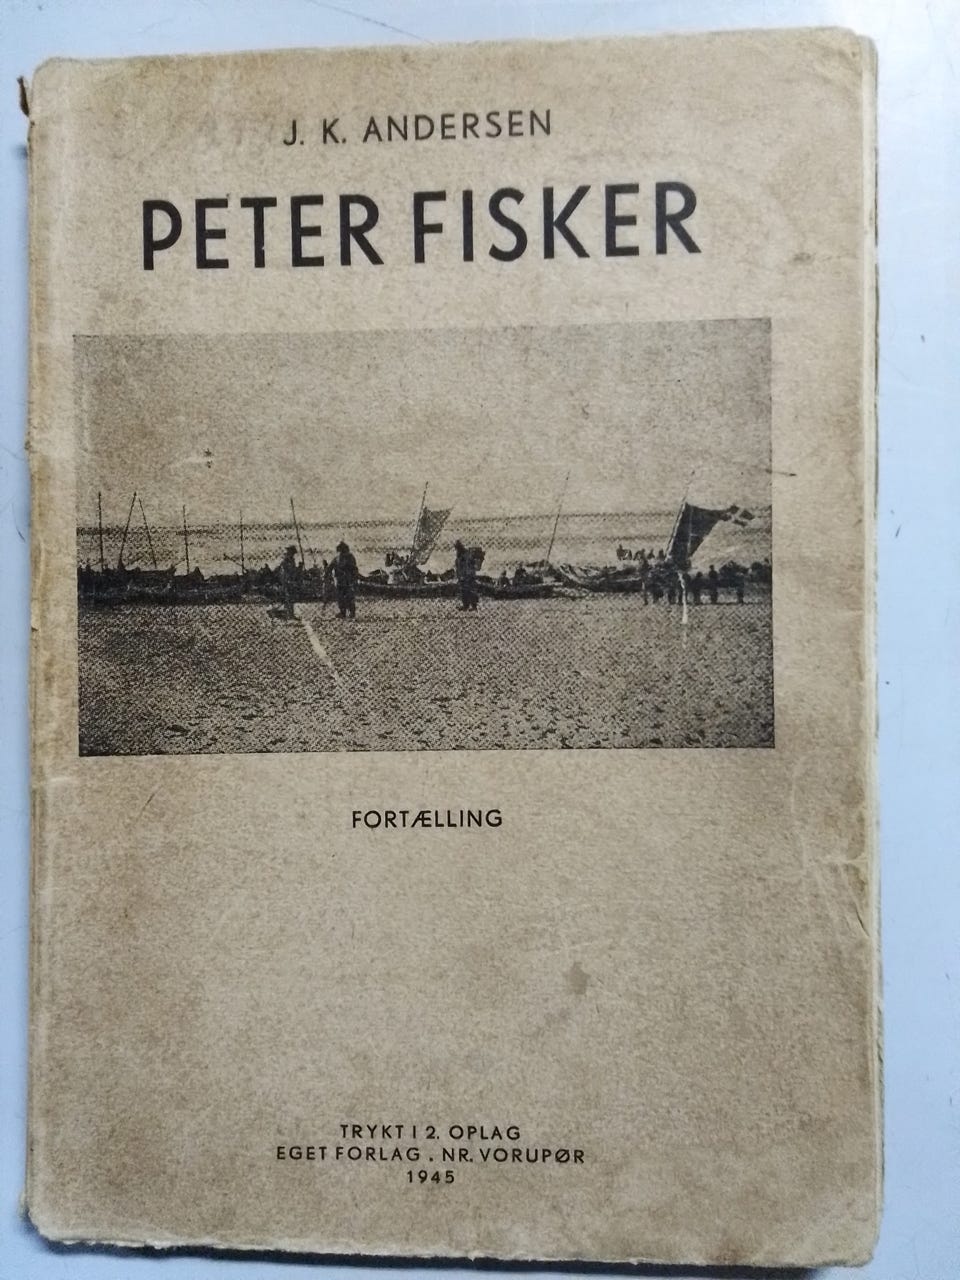 J. K. ANDERSEN
PETER FISKER
FORTÆLLING
TRYKT I 2. OPLAG
EGET FORLAG . NR. VORUPØR
1945